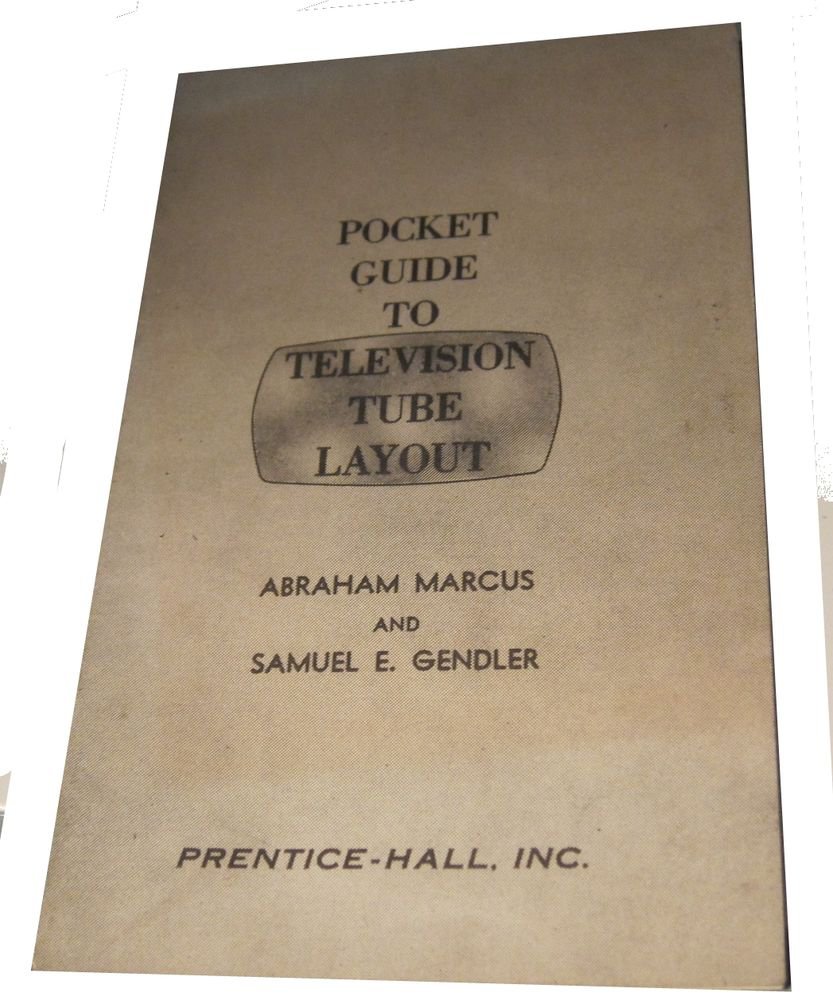 POCKET
GUIDE
TO
TELEVISION
TUBE
LAYOUT
ABRAHAM MARCUS
AND
SAMUEL E. GENDLER
PRENTICE-HALL, INC.